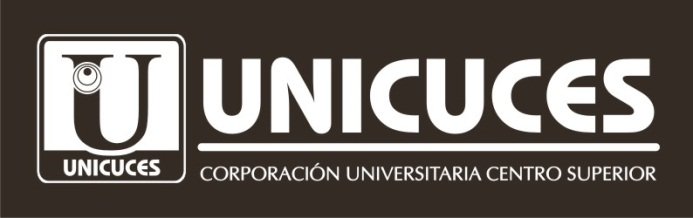 U
UNICUCES
UNICUCES
CORPORACIÓN UNIVERSITARIA CENTRO SUPERIOR